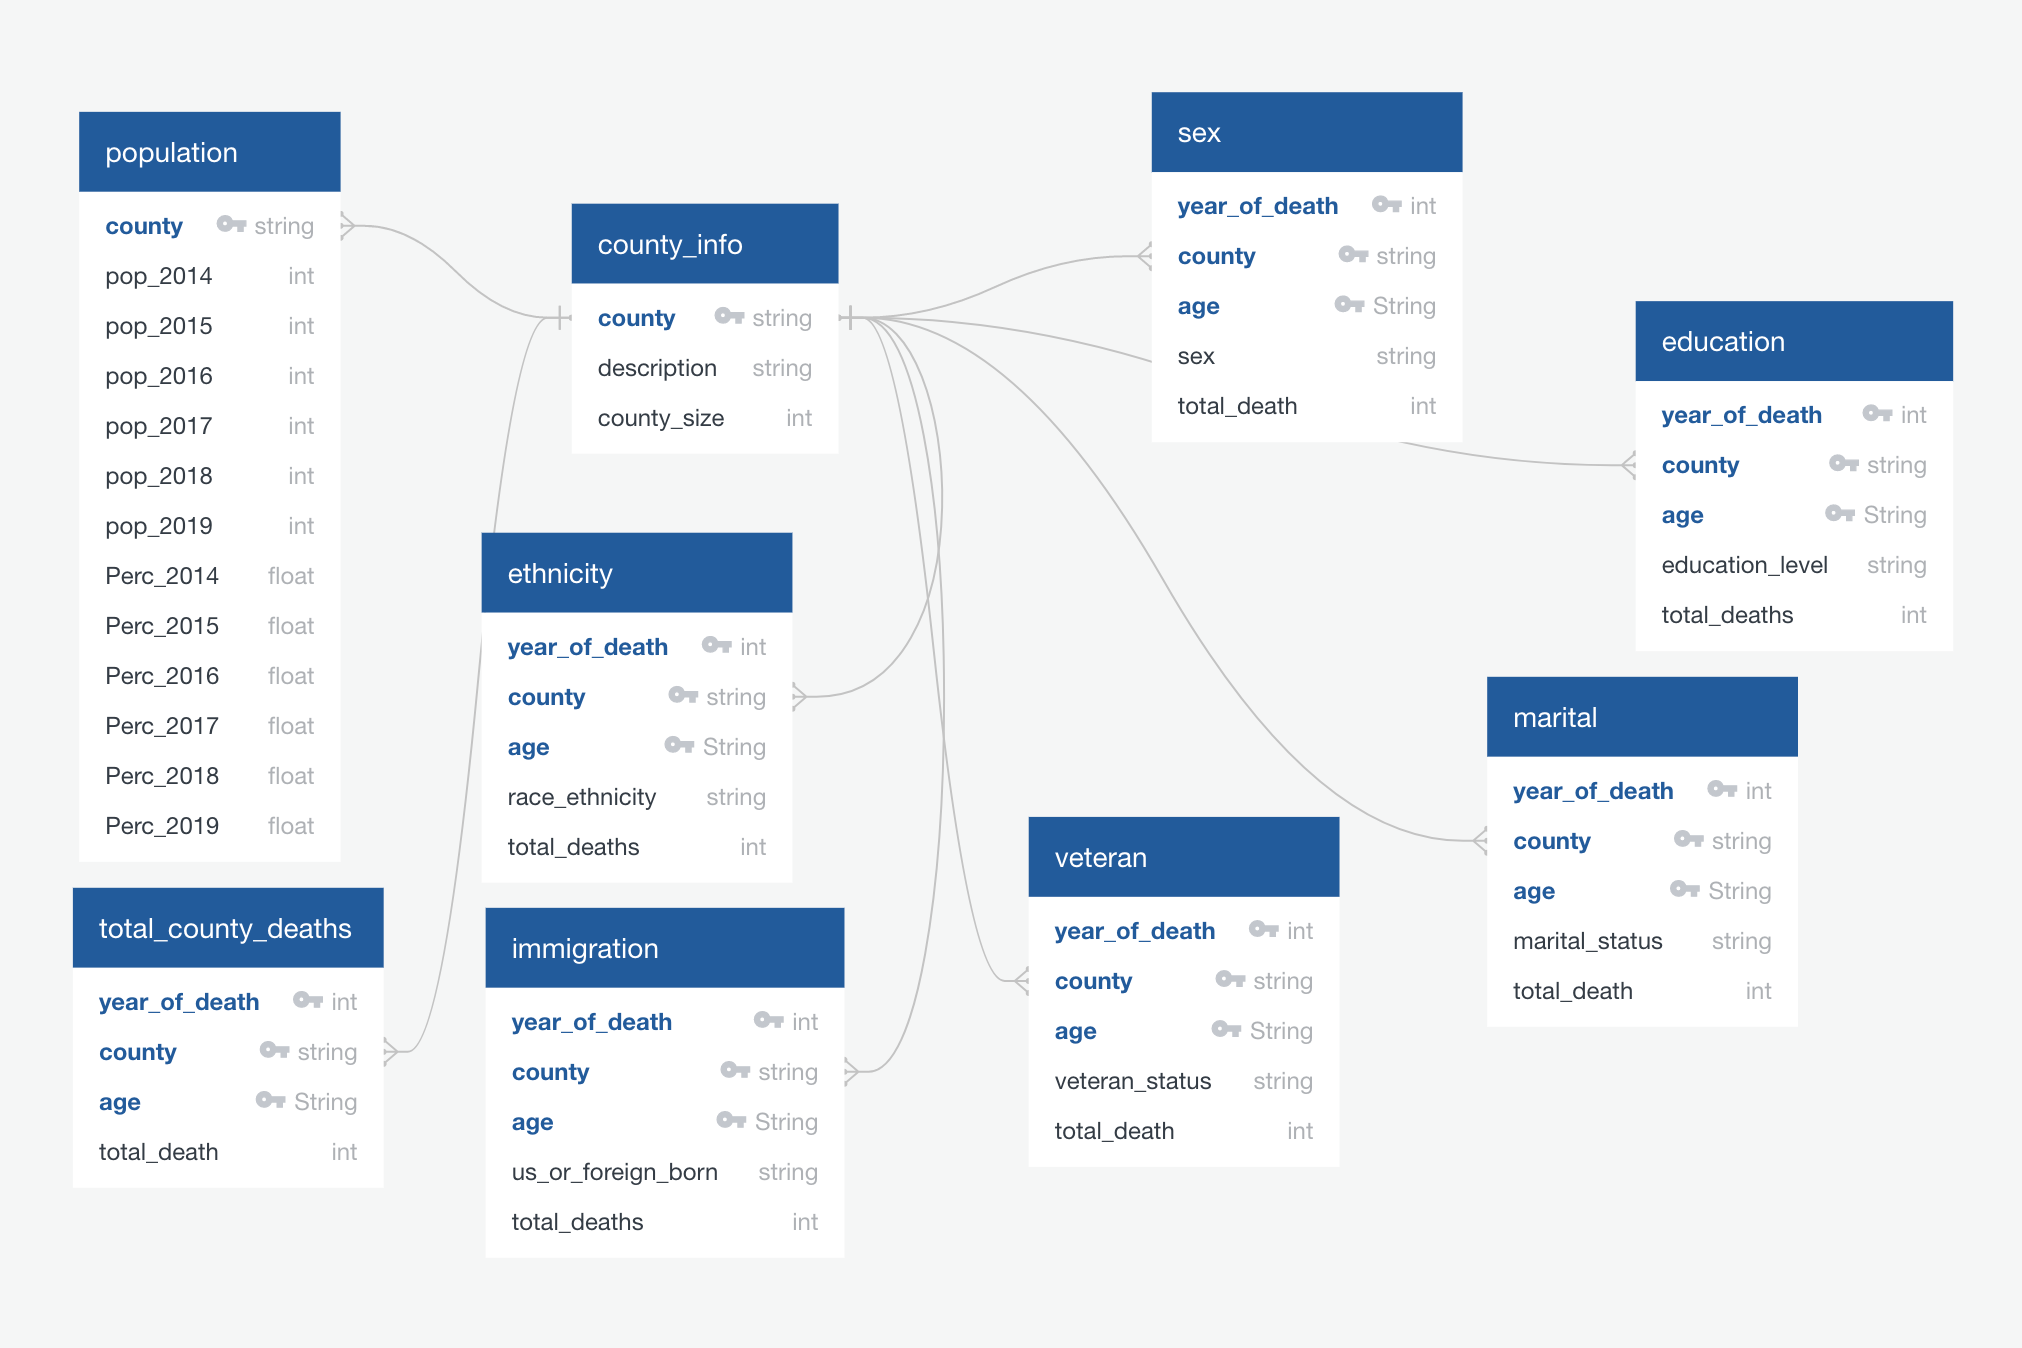 population
county string
pop_2014 int
pop_2015 int
pop_2016 int
pop_2017 int
pop_2018 int
pop_2019 int
Perc_2014 float
Perc_2015 float
Perc_2016 float
Perc_2017 float
Perc_2018 float
Perc_2019 float
county_info
county string
description string
county_size int
sex
year_of_death int
county string
age String
sex string
total_death int
education
year_of_death int
county string
age String
education_level string
total_deaths int
ethnicity
year_of_death int
county string
age String
race_ethnicity string
total_deaths int
marital
year_of_death int
county string
age String
marital_status string
total_death int
veteran
year_of_death int
county string
age String
veteran_status string
total_death int
total_county_deaths
year_of_death int
county string
age String
total_death int
immigration
year_of_death int
county string
age String
us_or_foreign_born string
total_deaths int